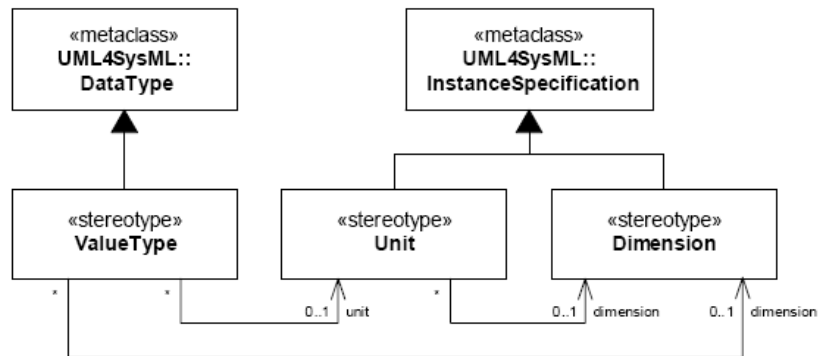 «metaclass»
UML4SysML::
DataType
«metaclass»
UML4SysML::
InstanceSpecification
«stereotype»
ValueType
«stereotype»
Unit
«stereotype»
Dimension
* * 0..1 unit * 0..1 dimension 0..1 dimension